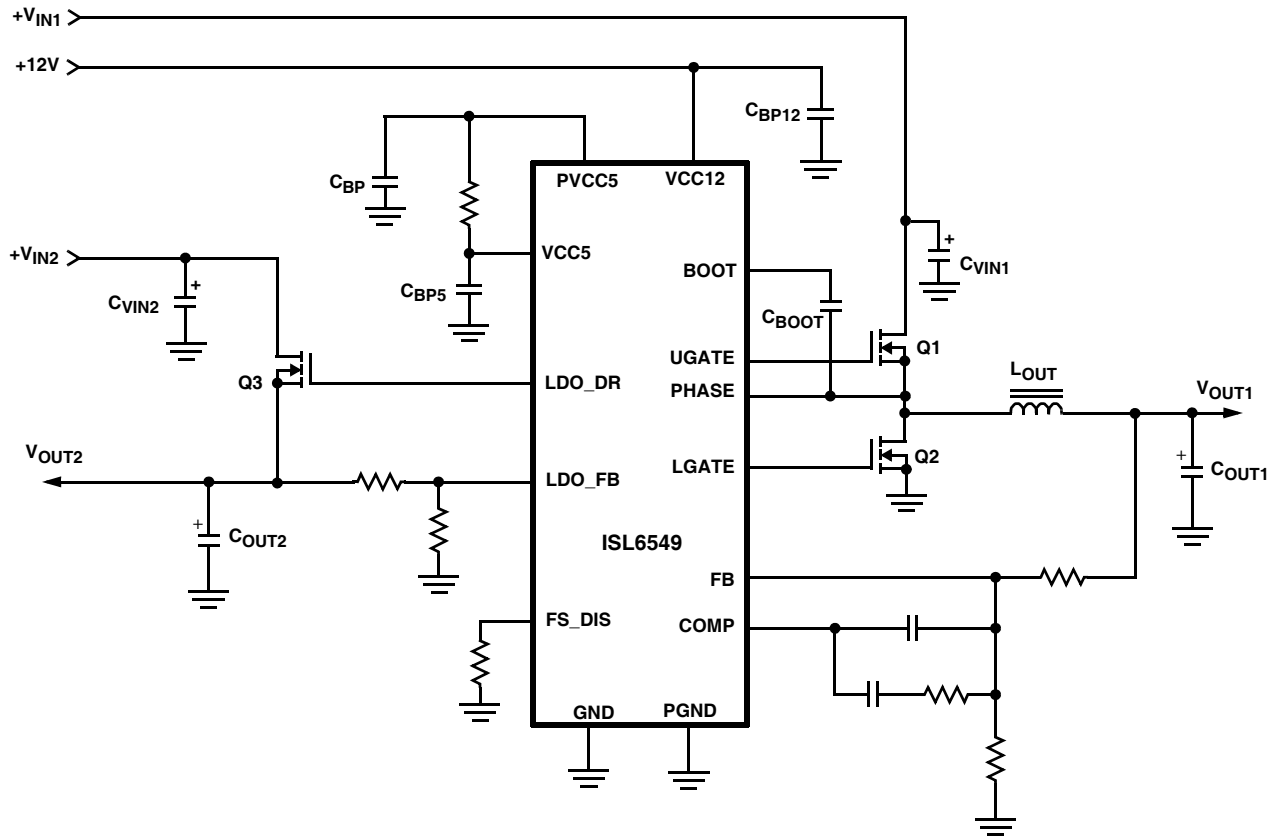 +VIN1
+12V
CBP12
PVCC5 VCC12
CBP
+VIN2
VCC5
BOOT
+
CVIN1
CBP5
+
CVIN2
CBOOT
UGATE
Q1
Q3
LDO_DR
PHASE
LOUT
VOUT1
VOUT2
LDO_FB
LGATE
Q2
+
COUT1
+
COUT2
ISL6549
FB
FS_DIS
COMP
GND PGND